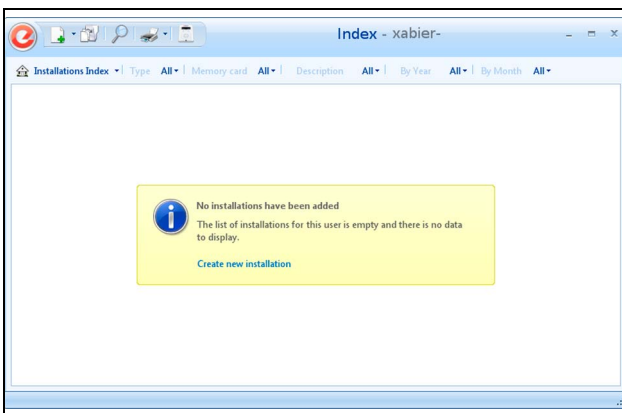 Index - xabier-
Installations Index Type All Memory card All Description All By Year All By Month All
No installations have been added
The list of installations for this user is empty and there is no data
to display.
Create new installation